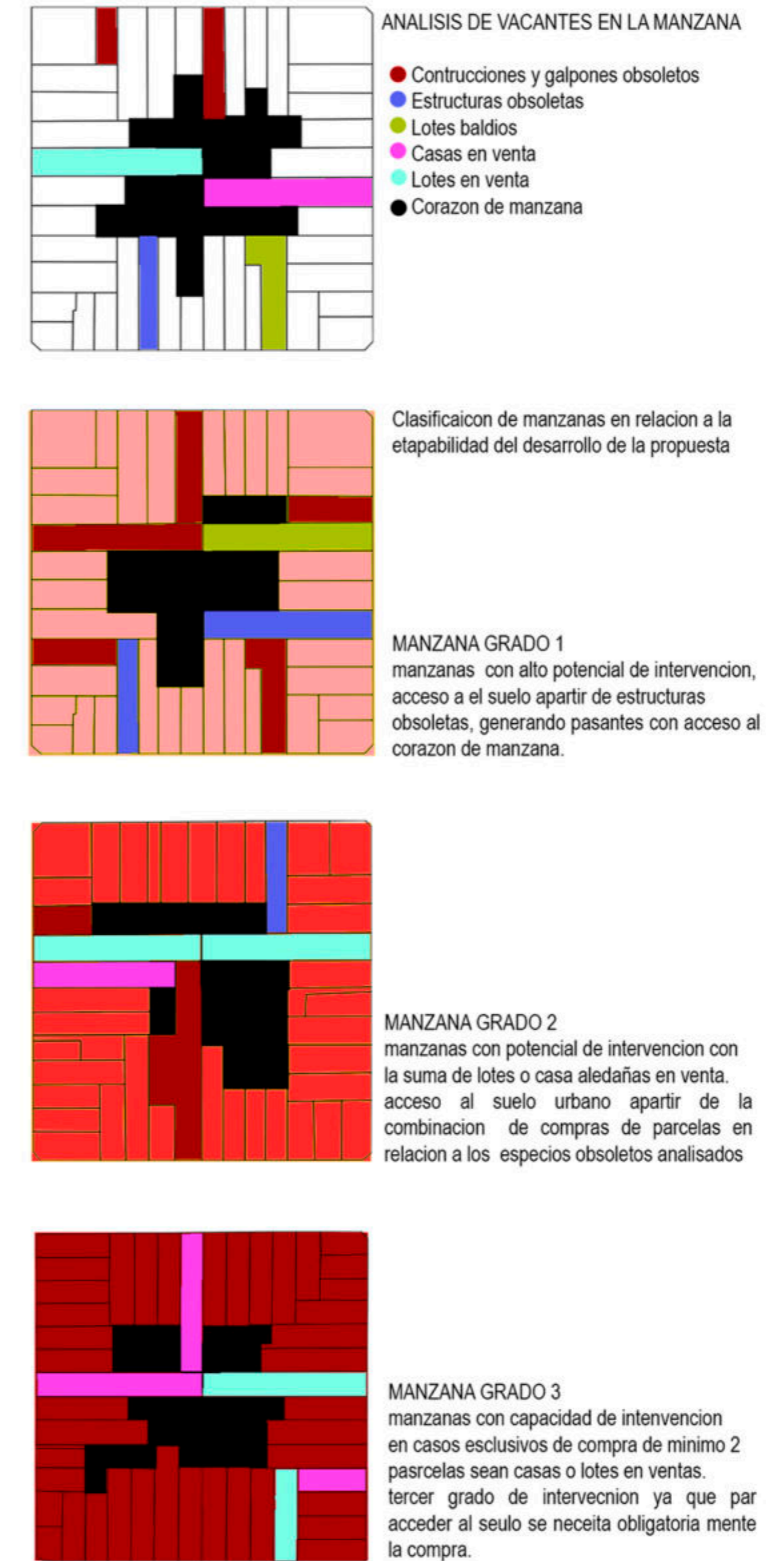 ANALISIS DE VACANTES EN LA MANZANA
Contrucciones y galpones obsoletos
Estructuras obsoletas
Lotes baldios
Casas en venta
Lotes en venta
Corazon de manzana
Clasificaicon de manzanas en relacion a la
etapabilidad del desarrollo de la propuesta
MANZANA GRADO 1
manzanas con alto potencial de intervencion,
acceso a el suelo apartir de estructuras
obsoletas, generando pasantes con acceso al
corazon de manzana.
MANZANA GRADO 2
manzanas con potencial de intervencion con
la suma de lotes o casa aledañas en venta.
acceso al suelo urbano apartir de la
combinacion de compras de parcelas en
relacion a los especios obsoletos analisados
MANZANA GRADO 3
manzanas con capacidad de intenvencion
en casos esclusivos de compra de minimo 2
pasrcelas sean casas o lotes en ventas.
tercer grado de intervecnion ya que par
acceder al seulo se neceita obligatoria mente
la compra.